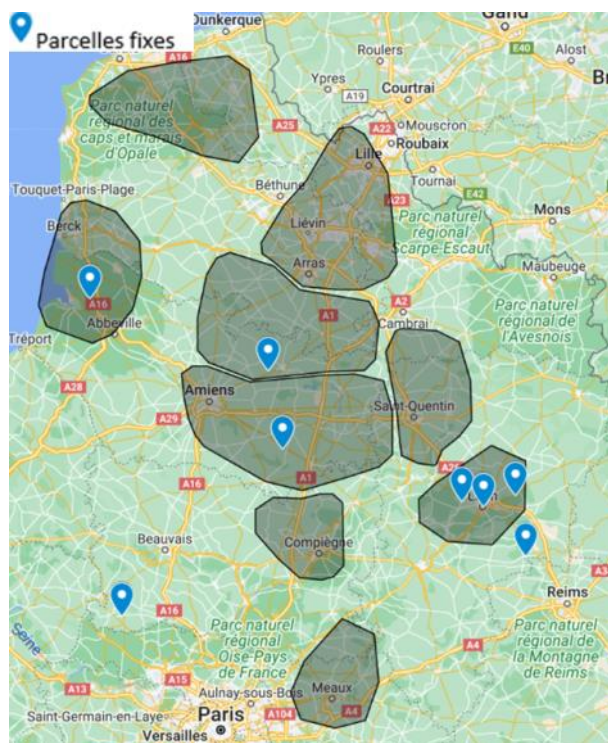 Parcelles fixes
Dunkerque
Gand
A16
E40
Alost
Roulers
Ypres
A19
Courtrai
Parc naturel
régional des
caps et marais
d'Opale
A25
A22
Mouscron
Roubaix
Lille
Tournai
Touquet-Paris-Plage
Béthune
A23
E42
Berck
Liévin
Parc naturel
régional
Scarpe-Escaut
Mons
Arras
Maubeuge
A16
A1
A2
Abbeville
Cambrai
Parc naturel
régional de
l'Avesnois
Tréport
A28
Amiens
A29
Saint-Quentin
A26
A16
A1
Beauvais
Compiègne
A16
Reims
Parc naturel
régional
Oise-Pays
de France
Parc naturel
régional de
la Montagne
de Reims
Seine
A4
A13
A15
Aulnay-sous-Bois
Meaux
Saint-Germain-en-Laye
Paris
A104
A4
Versailles